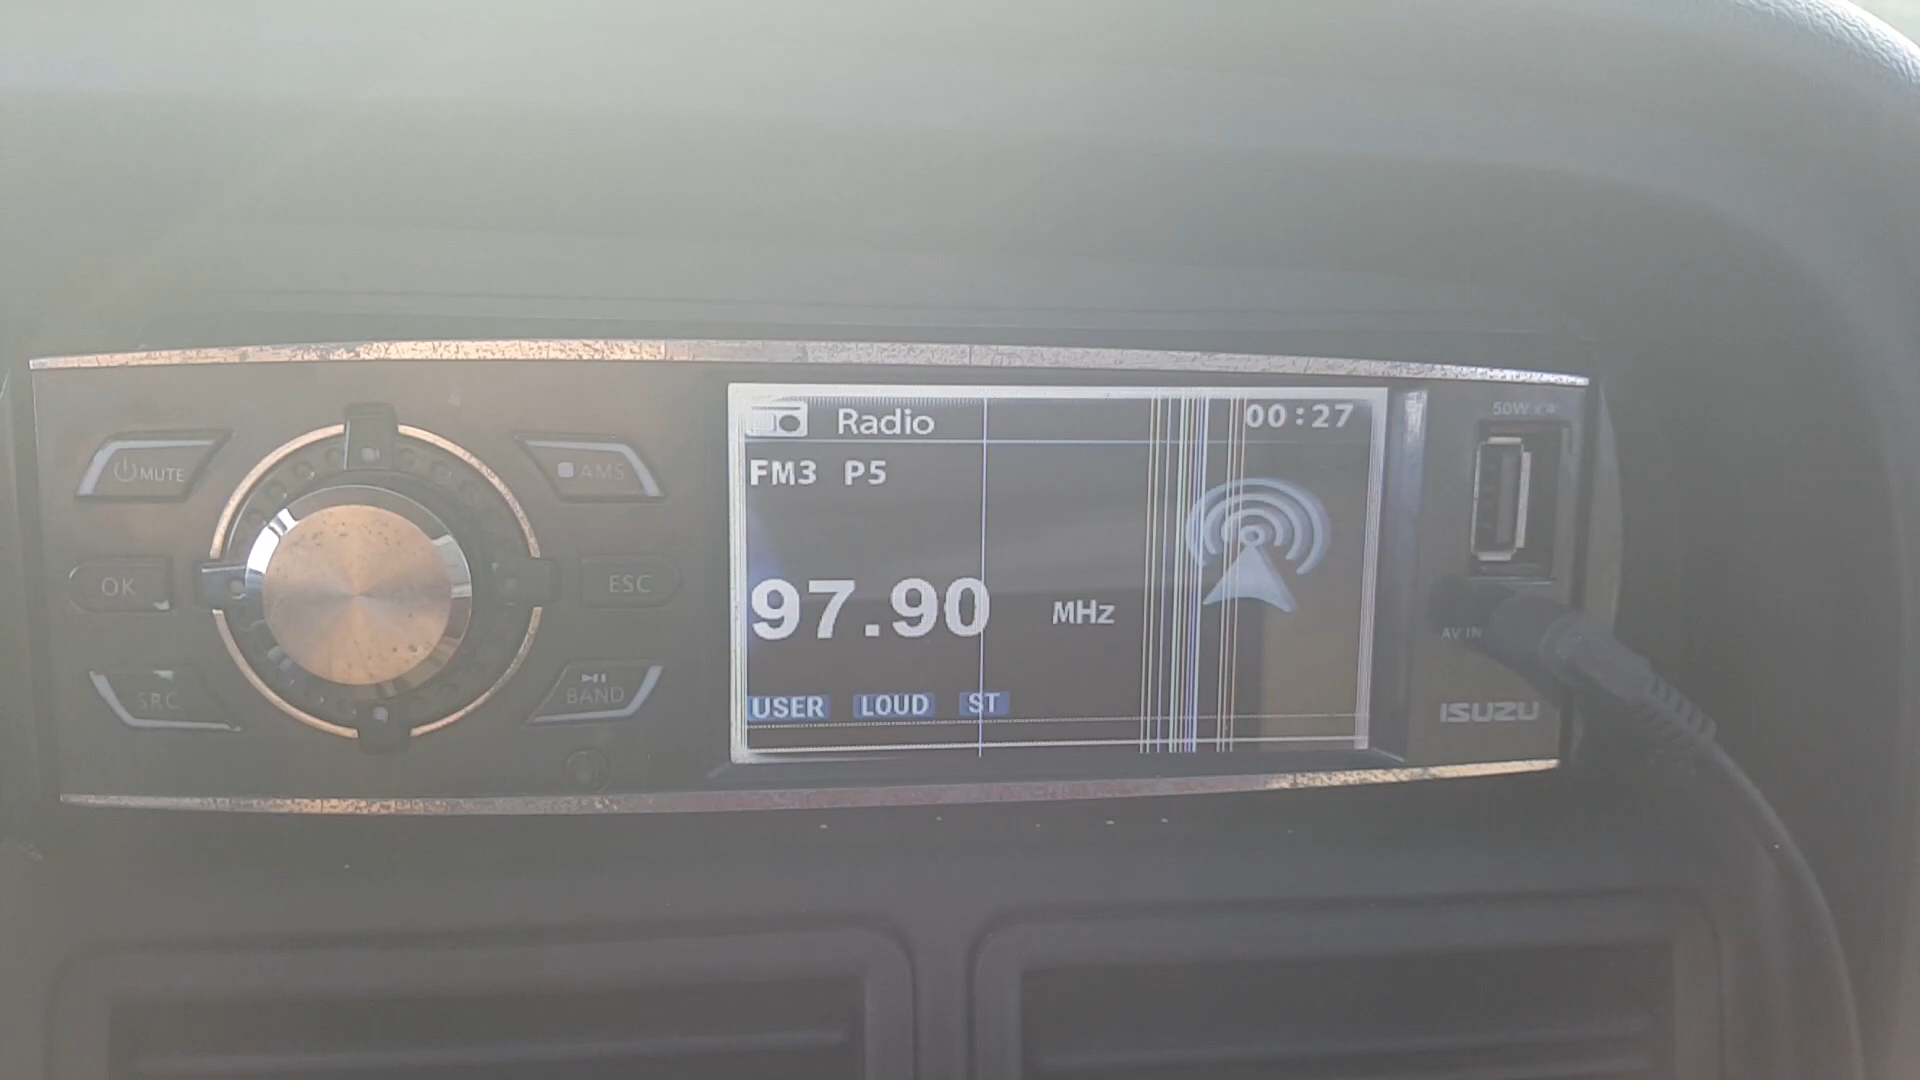 Radio 00:27
50W x 4
MUTE
AMS
FM3 P5
OK
ESC
97.90 MHz
AV IN
SRC
BAND
USER LOUD ST
ISUZU